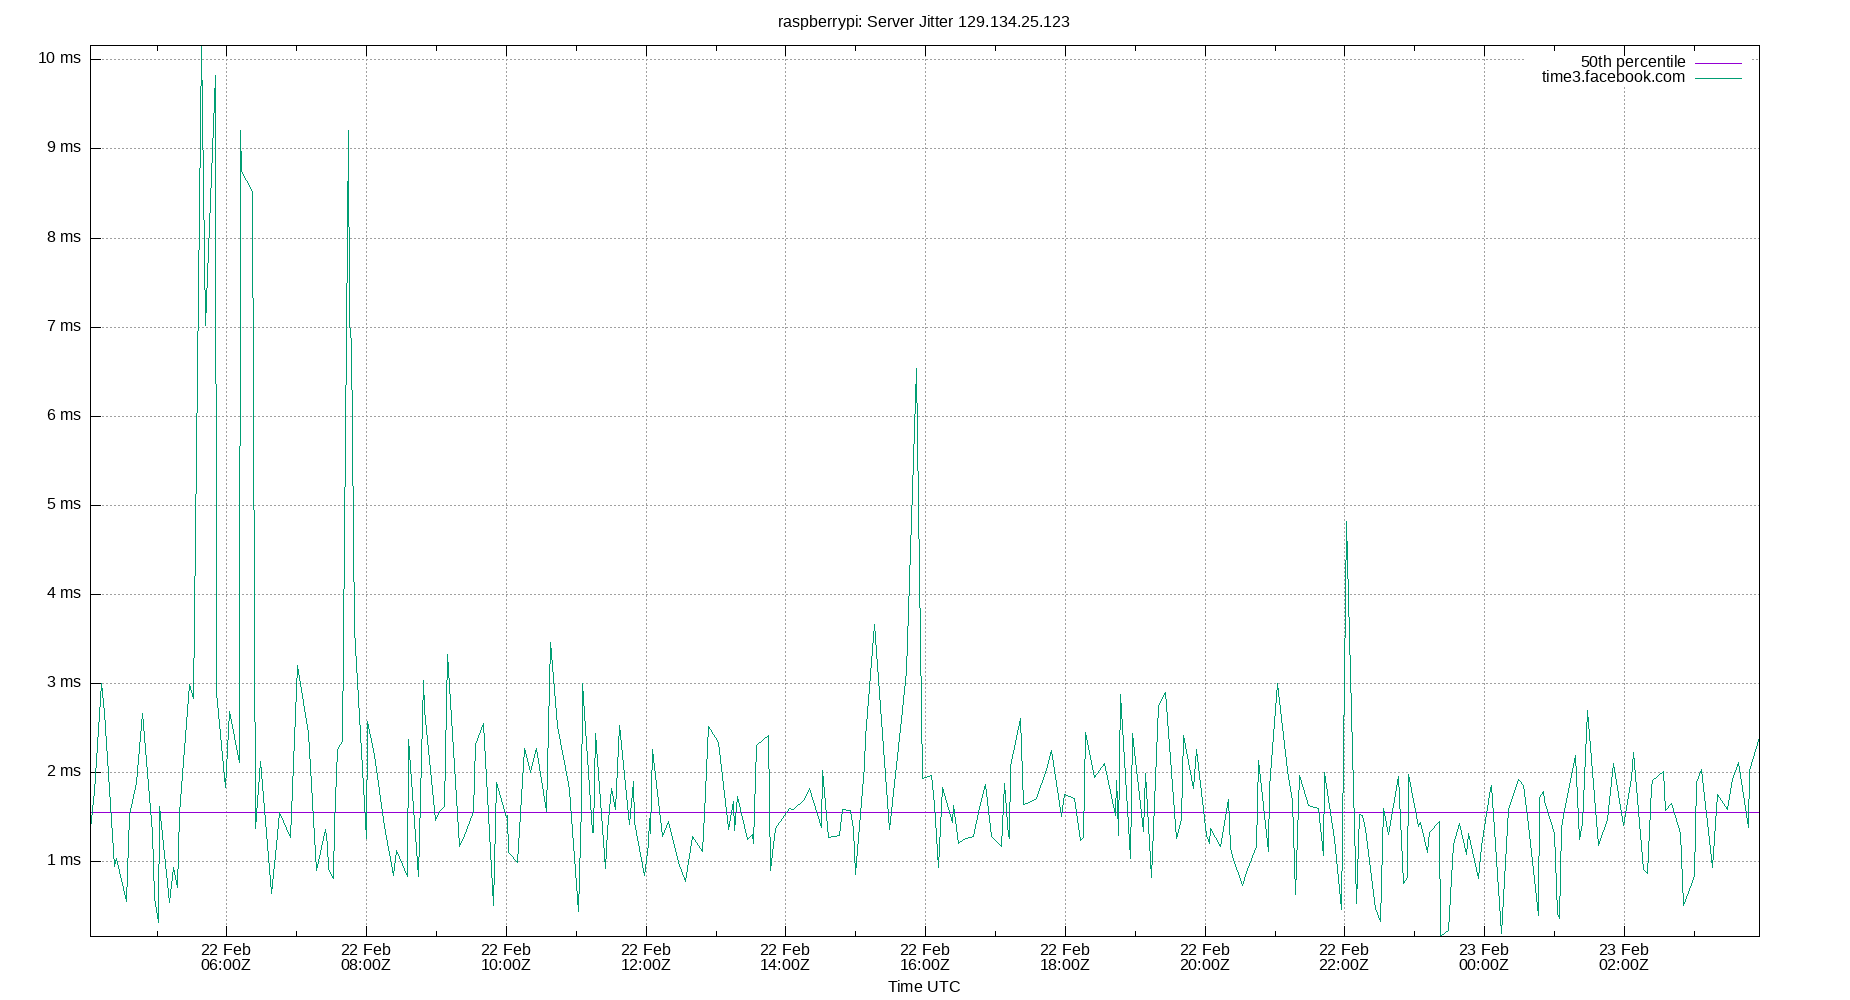 raspberrypi: Server Jitter 129.134.25.123
50th percentile
time3.facebook.com
10 ms
9 ms
8 ms
7 ms
6 ms
5 ms
4 ms
3 ms
2 ms
1 ms
22 Feb 22 Feb 22 Feb 22 Feb 22 Feb 22 Feb 22 Feb 22 Feb 22 Feb 23 Feb 23 Feb
06:00Z 08:00Z 10:00Z 12:00Z 14:00Z 16:00Z 18:00Z 20:00Z 22:00Z 00:00Z 02:00Z
Time UTC